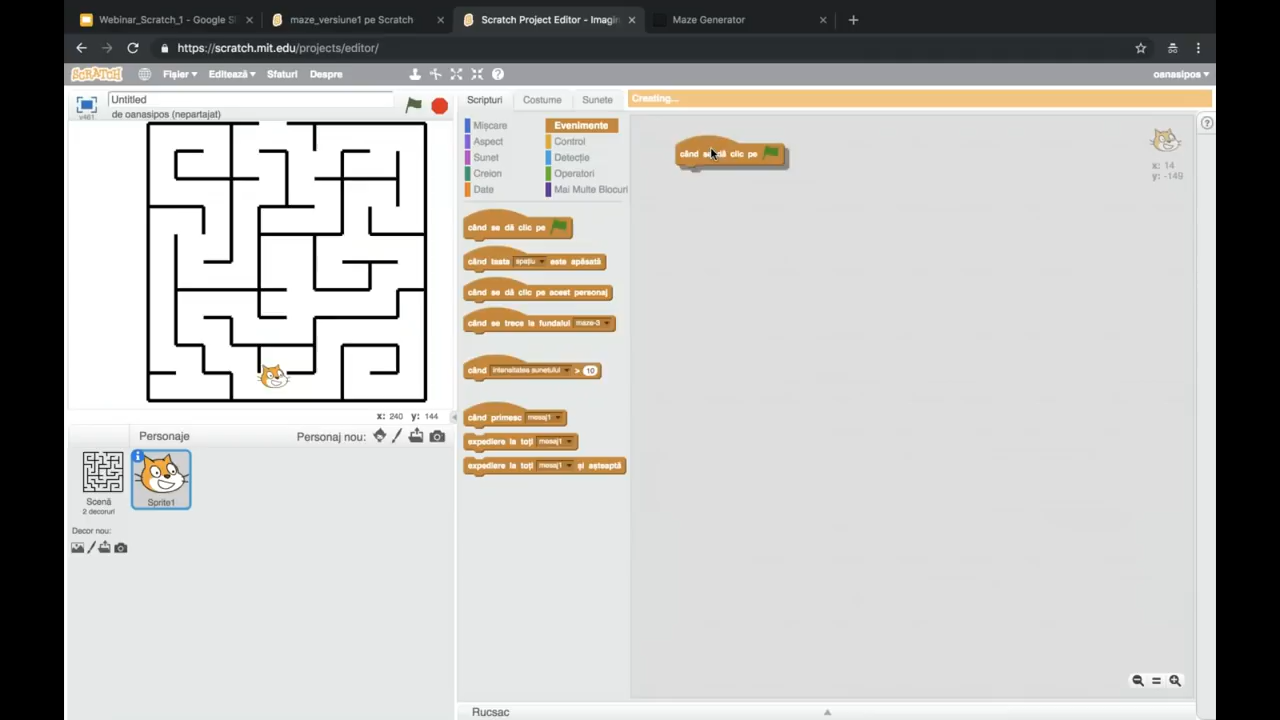 Webinar_Scratch_1 - Google S
maze_versiune1 pe Scratch
Scratch Project Editor - Imagin
Maze Generator
https://scratch.mit.edu/projects/editor/
SCRATCH
Fișier
Editează
Sfaturi
Despre
oanasipos
Untitled
de oanasipos (nepartajat)
v461
Scripturi
Costume
Sunete
Creating...
Mișcare
Evenimente
Aspect
Control
Sunet
Detecție
Creion
Operatori
Date
Mai Multe Blocuri
când se dă clic pe
când tasta spațiu este apăsată
când se dă clic pe acest personaj
când se trece la fundalul maze-3
când intensitatea sunetului > 10
când primesc mesaj1
expediere la toți mesaj1
expediere la toți mesaj1 și așteaptă
când se dă clic pe
x: 14
y: -149
x: 240 y: 144
Personaje
Personaj nou:
Scenă
2 decoruri
Sprite1
Decor nou:
Rucsac